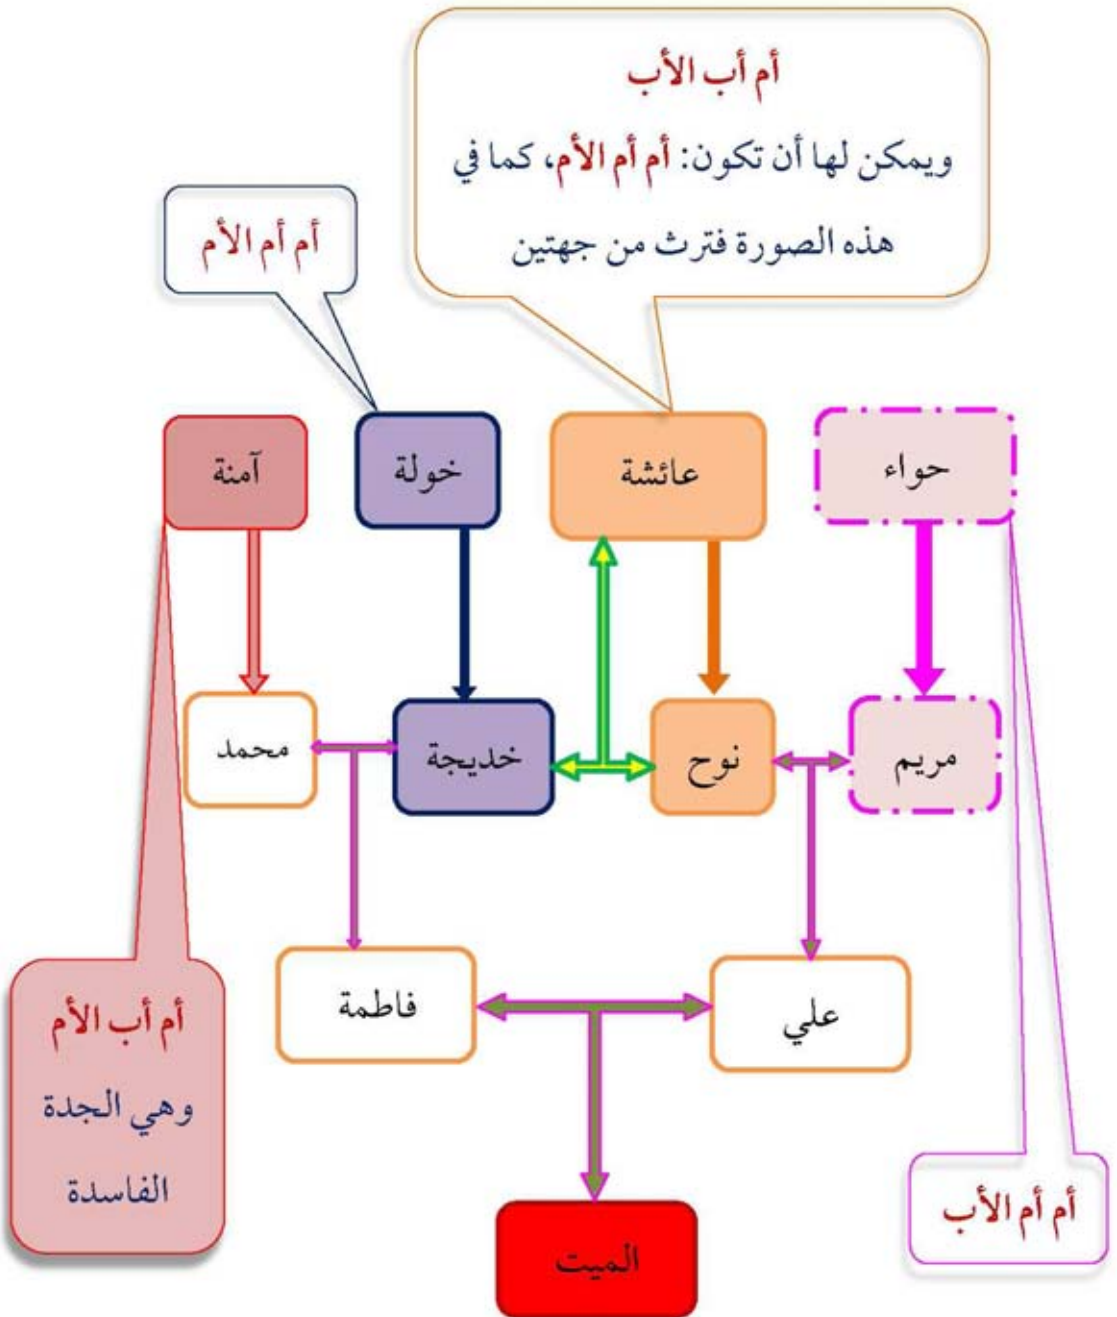 أم أب الأب
ويمكن لها أن تكون: أم أم الأم، كما في
هذه الصورة فترث من جهتين
أم أم الأم
حواء
عائشة
خولة
آمنة
مريم
نوح
خديجة
محمد
علي
فاطمة
أم أم الأب
أم أب الأم
وهي الجدة
الفاسدة
الميت